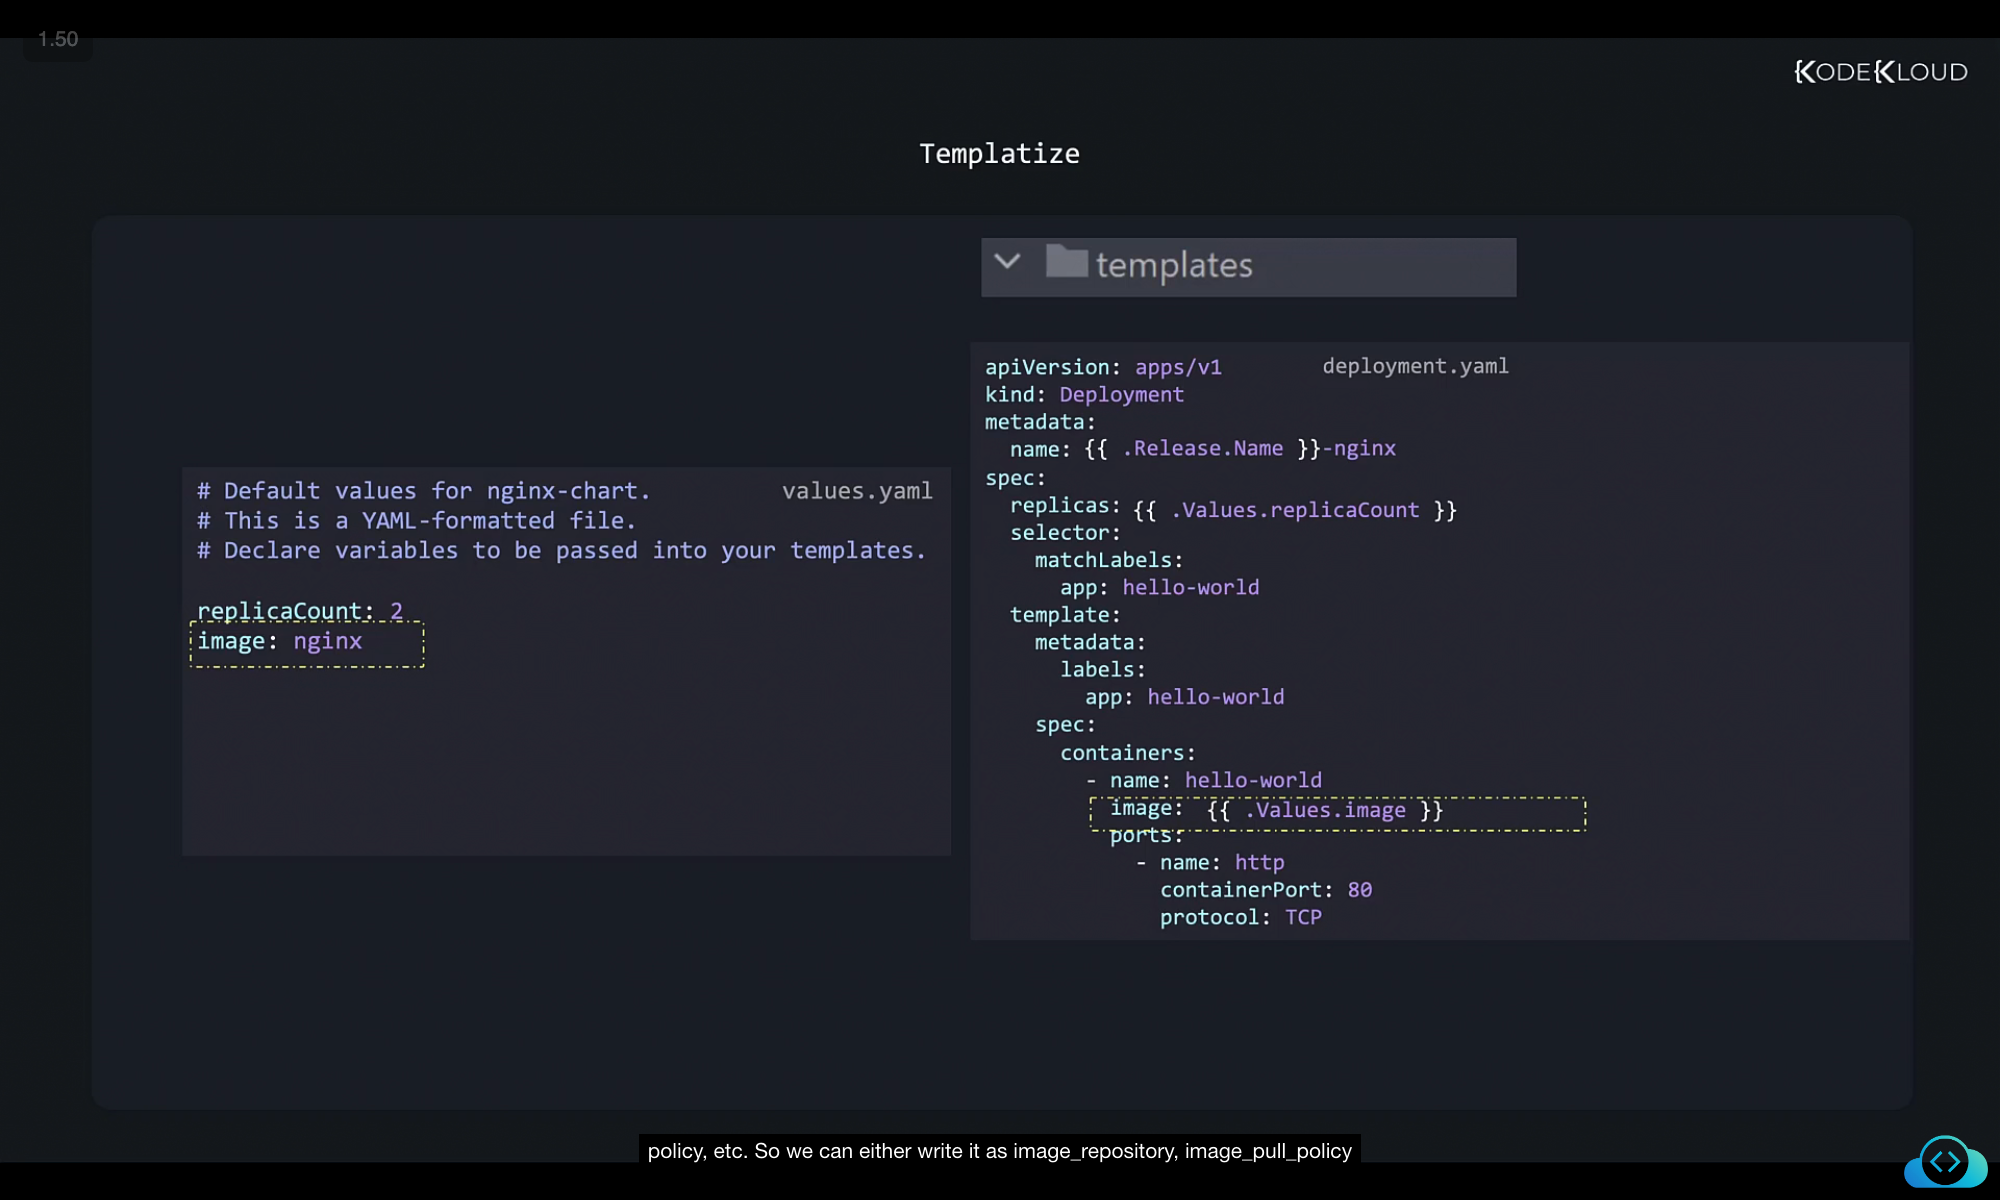 1.50
KODEKLOUD
Templatize
templates
apiVersion: apps/v1
deployment.yaml
kind: Deployment
metadata:
  name: {{ .Release.Name }}-nginx
spec:
  replicas: {{ .Values.replicaCount }}
  selector:
    matchLabels:
      app: hello-world
  template:
    metadata:
      labels:
        app: hello-world
    spec:
      containers:
        - name: hello-world
          image: {{ .Values.image }}
          ports:
            - name: http
              containerPort: 80
              protocol: TCP
# Default values for nginx-chart.
values.yaml
# This is a YAML-formatted file.
# Declare variables to be passed into your templates.
replicaCount: 2
image: nginx
policy, etc. So we can either write it as image_repository, image_pull_policy